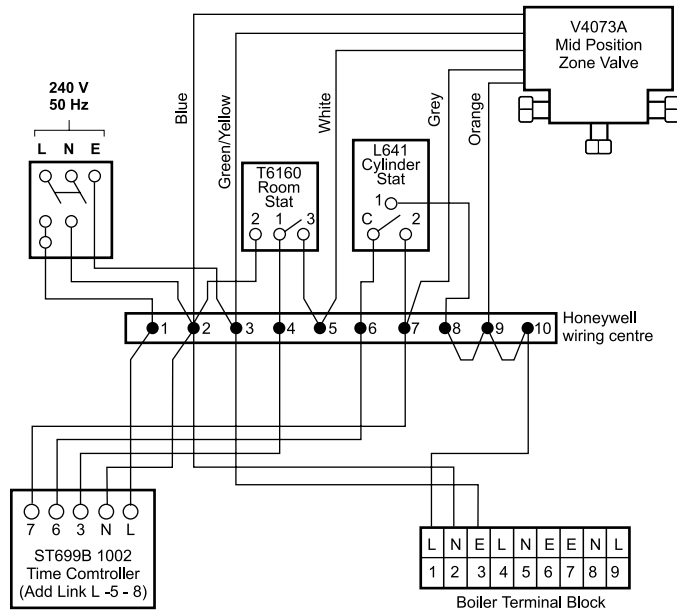 V4073A
Mid Position
Zone Valve
240 V
50 Hz
L N E
Blue
Green/Yellow
White
Grey
Orange
T6160
Room
Stat
2 1 3
L641
Cylinder
Stat
1
C 2
1 2 3 4 5 6 7 8 9 10
Honeywell
wiring centre
7 6 3 N L
ST699B 1002
Time Comtroller
(Add Link L -5 - 8)
L N E L N E E N L
1 2 3 4 5 6 7 8 9
Boiler Terminal Block